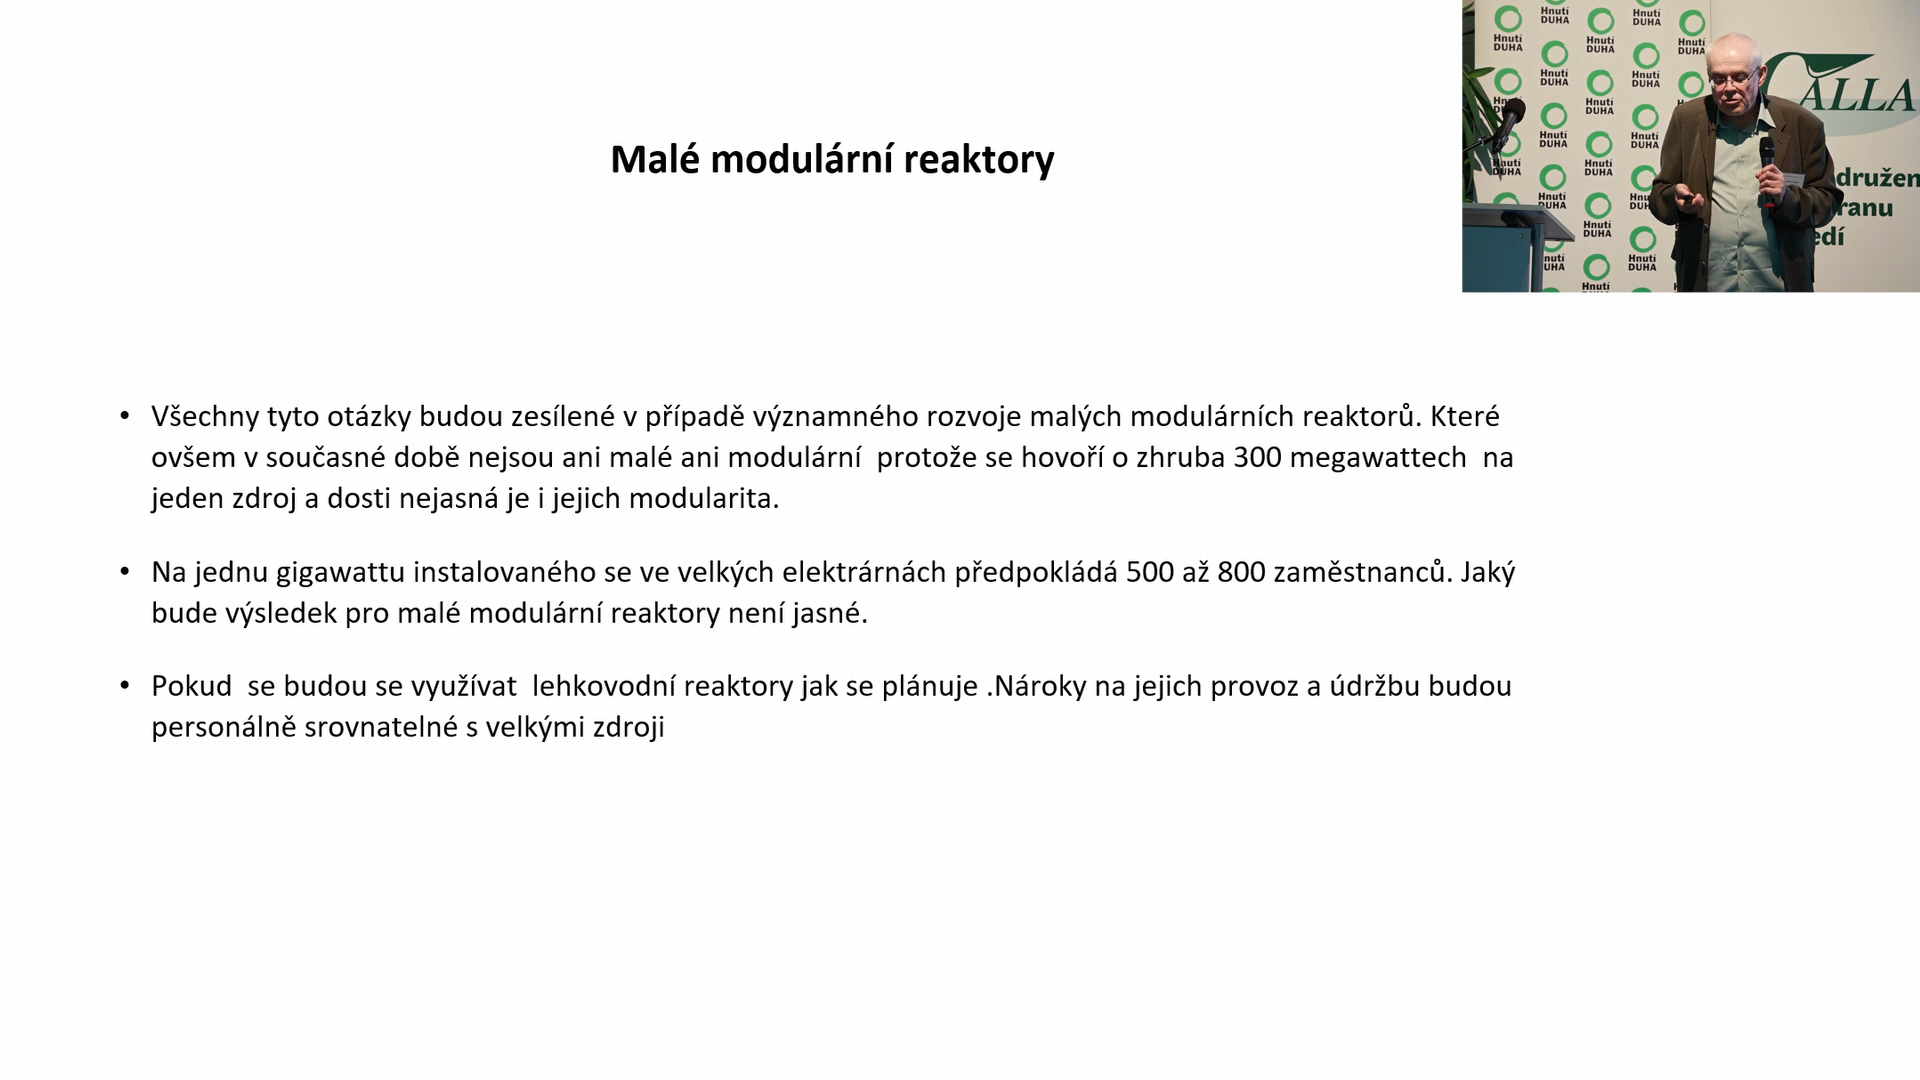 Malé modulární reaktory
• Všechny tyto otázky budou zesílené v případě významného rozvoje malých modulárních reaktorů. Které
ovšem v současné době nejsou ani malé ani modulární  protože se hovoří o zhruba 300 megawattech  na
jeden zdroj a dosti nejasná je i jejich modularita.
• Na jednu gigawattu instalovaného se ve velkých elektrárnách předpokládá 500 až 800 zaměstnanců. Jaký
bude výsledek pro malé modulární reaktory není jasné.
• Pokud  se budou se využívat  lehkovodní reaktory jak se plánuje .Nároky na jejich provoz a údržbu budou
personálně srovnatelné s velkými zdroji
Hnutí
DUHA
CALLA